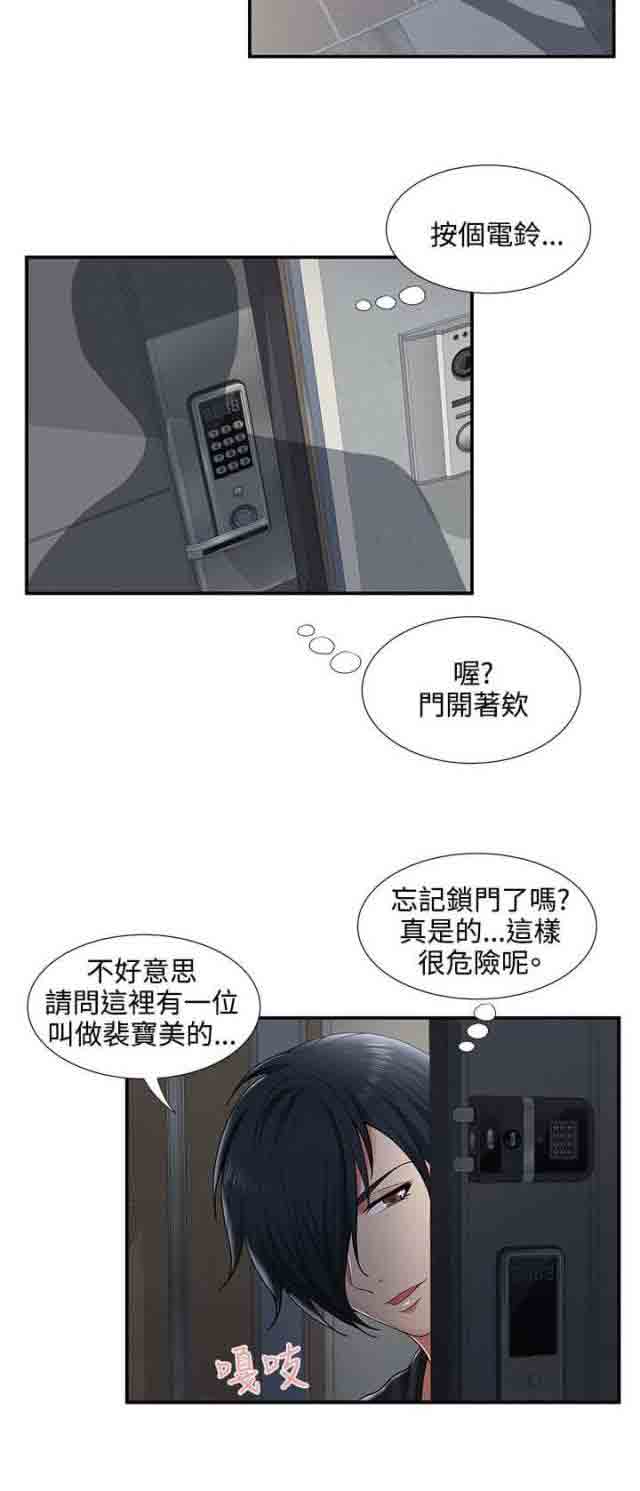 按個電鈴...
喔?
門開著欸
忘記鎖門了嗎?
真是的...這樣
很危險呢。
不好意思
請問這裡有一位
叫做裴寶美的...
嘎吱